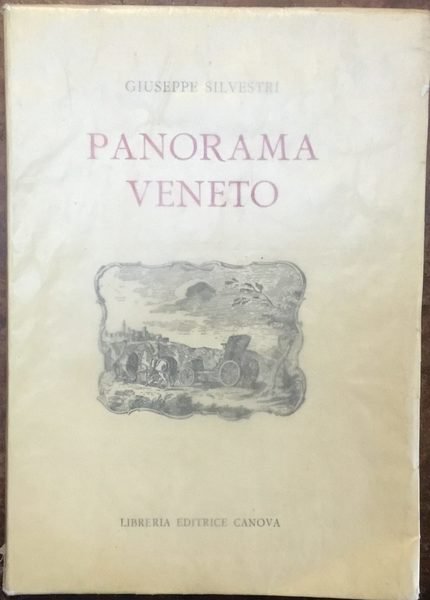 GIUSEPPE SILVESTRI
PANORAMA
VENETO
LIBRERIA EDITRICE CANOVA